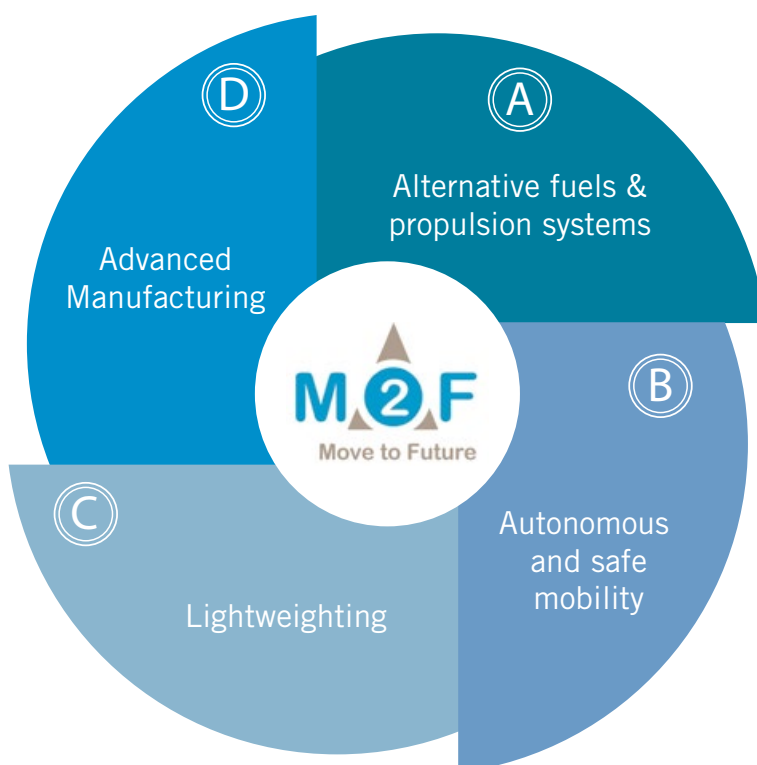 D
A
Alternative fuels &
propulsion systems
Advanced
Manufacturing
M2F
Move to Future
B
C
Autonomous
and safe
mobility
Lightweighting